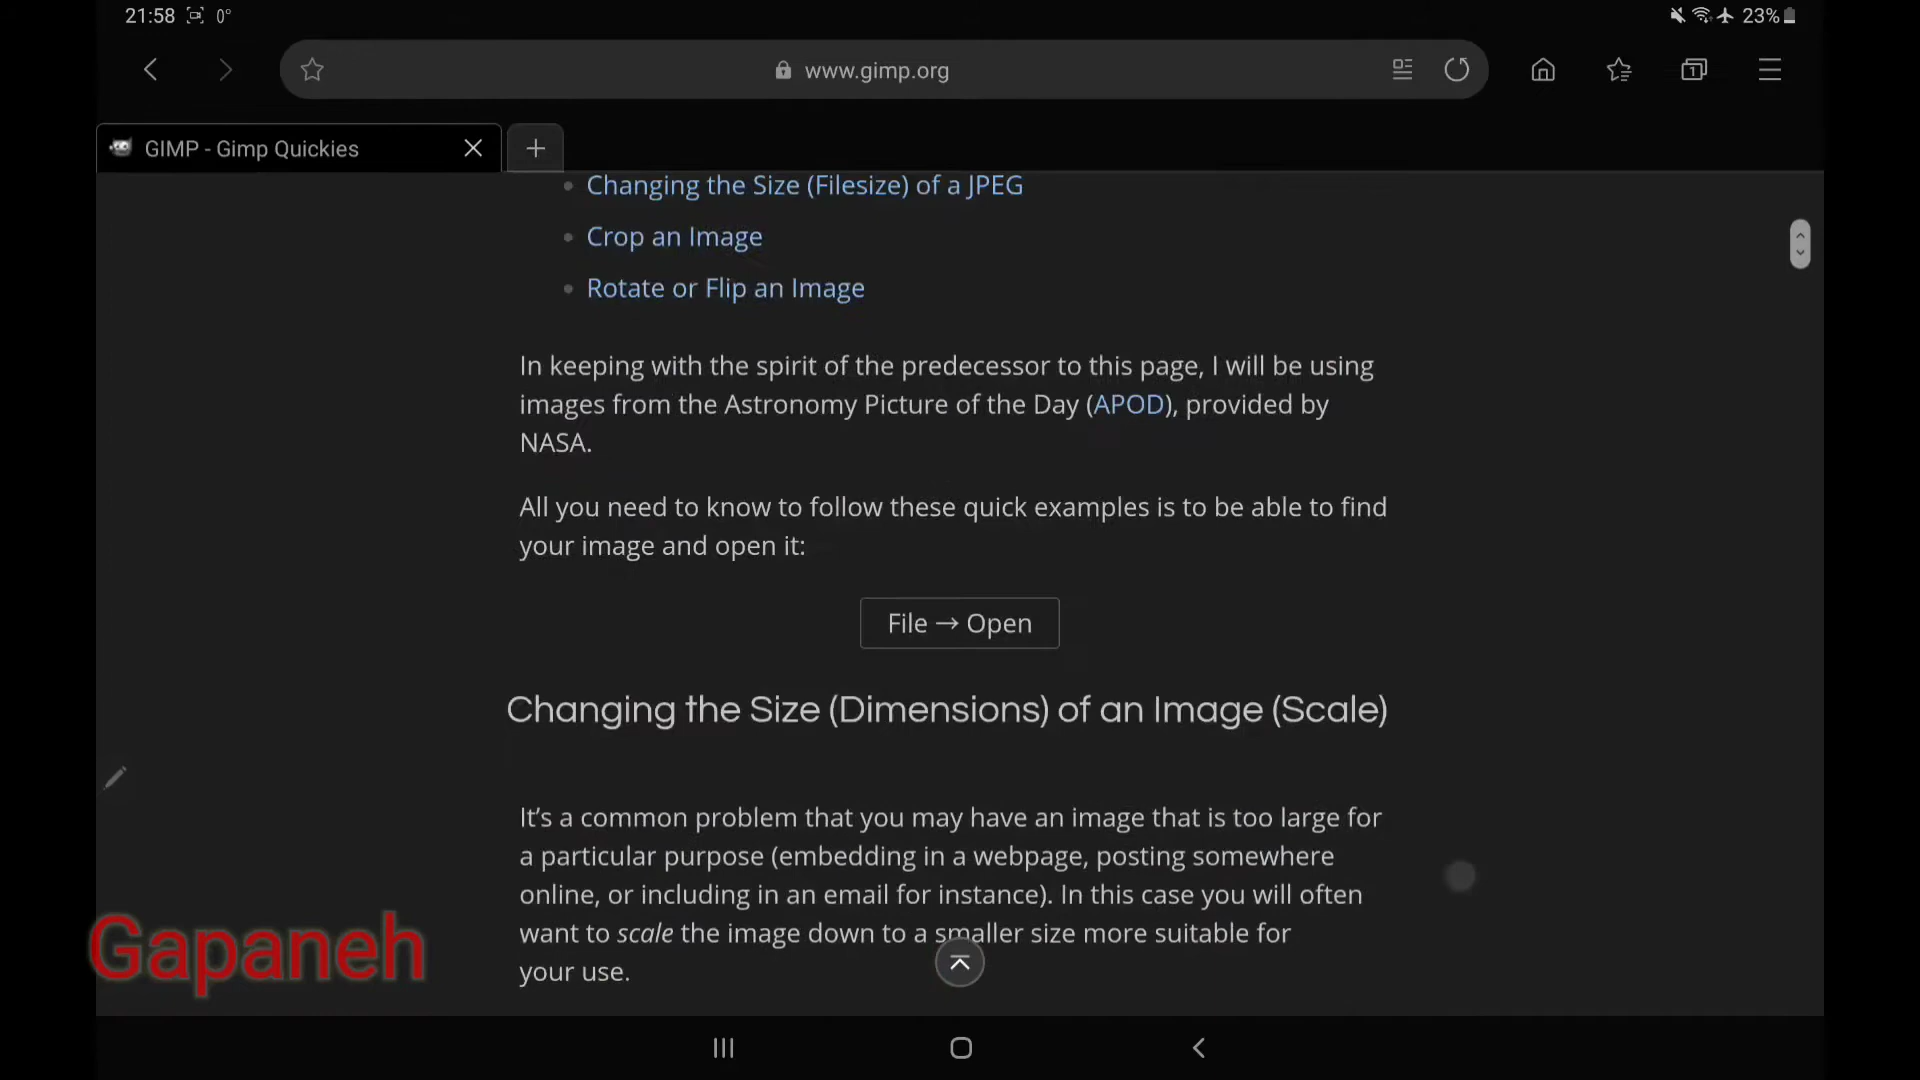 21:58 0°
23%
www.gimp.org
1
GIMP - Gimp Quickies
Changing the Size (Filesize) of a JPEG
Crop an Image
Rotate or Flip an Image
In keeping with the spirit of the predecessor to this page, I will be using
images from the Astronomy Picture of the Day (APOD), provided by
NASA.
All you need to know to follow these quick examples is to be able to find
your image and open it:
File → Open
Changing the Size (Dimensions) of an Image (Scale)
It’s a common problem that you may have an image that is too large for
a particular purpose (embedding in a webpage, posting somewhere
online, or including in an email for instance). In this case you will often
want to scale the image down to a smaller size more suitable for
your use.
Gapaneh